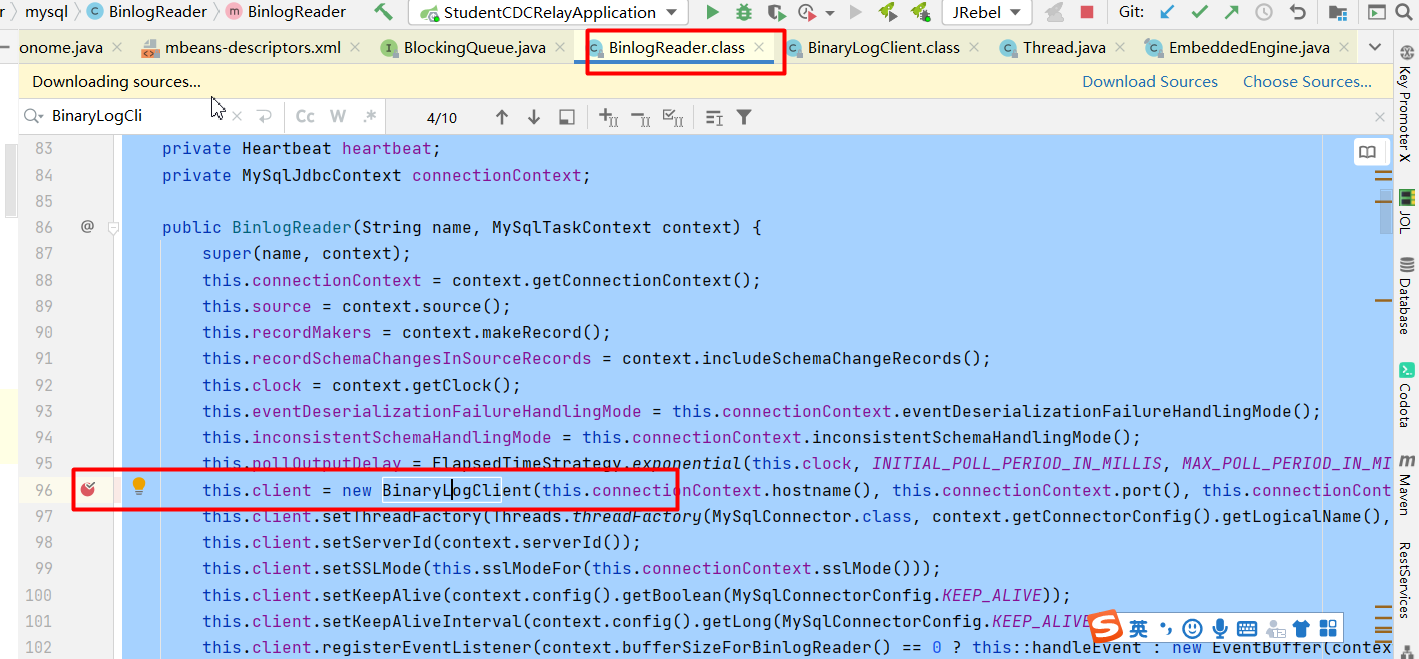 mysql BinlogReader BinlogReader StudentCDCRelayApplication JRebel Git:
onome.java mbeans-descriptors.xml BlockingQueue.java BinlogReader.class BinaryLogClient.class Thread.java EmbeddedEngine.java
Downloading sources... Download Sources Choose Sources...
BinaryLogCli Cc W .* 4/10
83 private Heartbeat heartbeat;
84 private MySqlJdbcContext connectionContext;
85
86 @ public BinlogReader(String name, MySqlTaskContext context) {
87 super(name, context);
88 this.connectionContext = context.getConnectionContext();
89 this.source = context.source();
90 this.recordMakers = context.makeRecord();
91 this.recordSchemaChangesInSourceRecords = context.includeSchemaChangeRecords();
92 this.clock = context.getClock();
93 this.eventDeserializationFailureHandlingMode = this.connectionContext.eventDeserializationFailureHandlingMode();
94 this.inconsistentSchemaHandlingMode = this.connectionContext.inconsistentSchemaHandlingMode();
95 this.pollOutputDelay = ElapsedTimeStrategy.exponential(this.clock, INITIAL_POLL_PERIOD_IN_MILLIS, MAX_POLL_PERIOD_IN_MI
96 this.client = new BinaryLogClient(this.connectionContext.hostname(), this.connectionContext.port(), this.connectionCont
97 this.client.setThreadFactory(Threads.threadFactory(MySqlConnector.class, context.getConnectorConfig().getLogicalName(),
98 this.client.setServerId(context.serverId());
99 this.client.setSSLMode(this.sslModeFor(this.connectionContext.sslMode()));
100 this.client.setKeepAlive(context.config().getBoolean(MySqlConnectorConfig.KEEP_ALIVE));
101 this.client.setKeepAliveInterval(context.config().getLong(MySqlConnectorConfig.KEEP_ALIVE
102 this.client.registerEventListener(context.bufferSizeForBinlogReader() == 0 ? this::handleEvent : new EventBuffer(contex
Key Promoter X
JOL
Database
Codota
Maven
RestServices
英